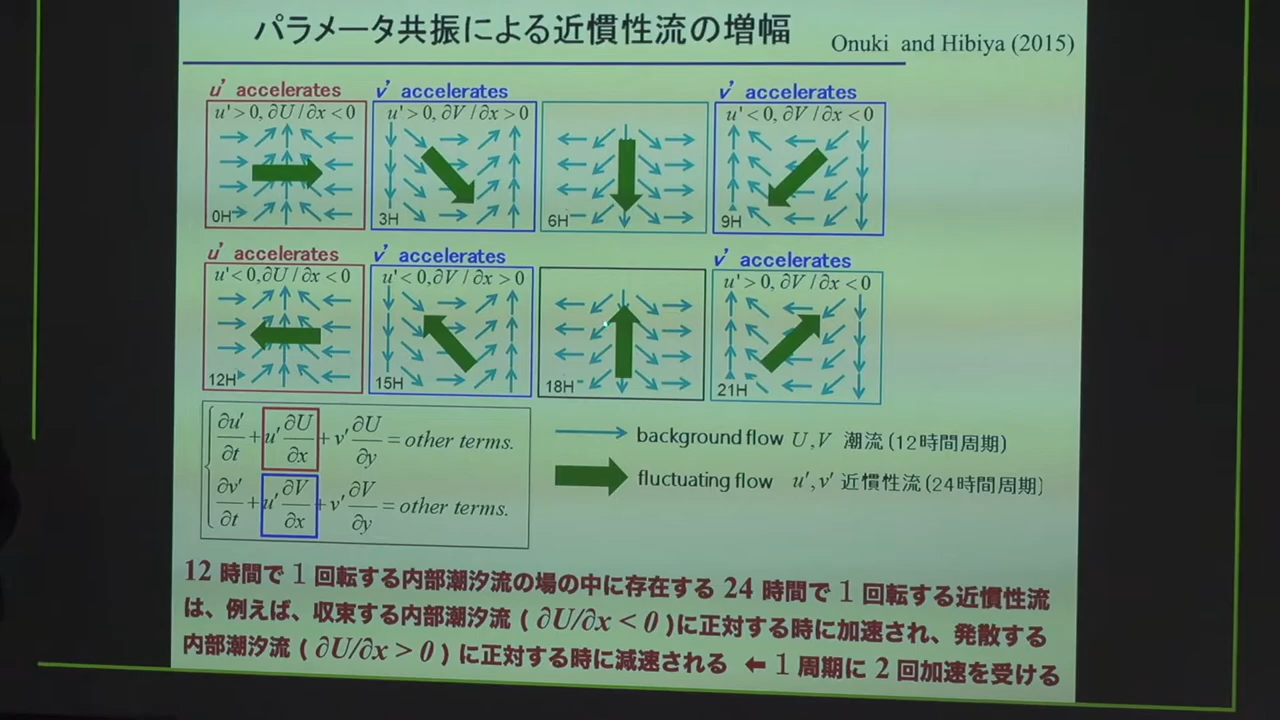 パラメータ共振による近慣性流の増幅
Onuki and Hibiya (2015)
u' accelerates
v' accelerates
v' accelerates
u'>0, ∂U/∂x<0
u'>0, ∂V/∂x>0
u'<0, ∂V/∂x<0
0H
3H
6H
9H
u' accelerates
v' accelerates
v' accelerates
u'<0, ∂U/∂x<0
u'<0, ∂V/∂x>0
u'>0, ∂V/∂x<0
12H
15H
18H
21H
∂u'/∂t + u' ∂U/∂x + v' ∂U/∂y = other terms.
∂v'/∂t + u' ∂V/∂x + v' ∂V/∂y = other terms.
background flow U,V 潮流(12時間周期)
fluctuating flow u',v' 近慣性流(24時間周期)
12 時間で 1 回転する内部潮汐流の場の中に存在する 24 時間で 1 回転する近慣性流
は、例えば、収束する内部潮汐流 ( ∂U/∂x < 0 )に正対する時に加速され、発散する
内部潮汐流 ( ∂U/∂x > 0 ) に正対する時に減速される ← 1 周期に 2 回加速を受ける